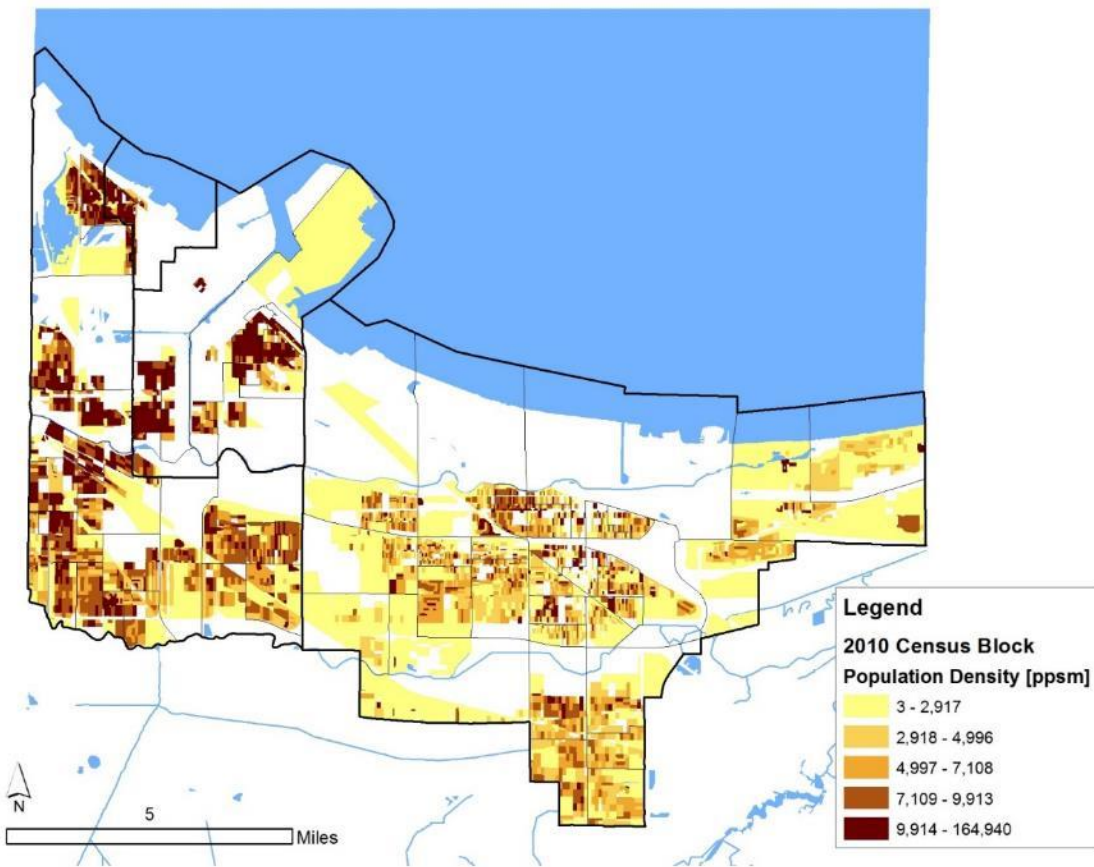 Legend
2010 Census Block
Population Density [ppsm]
3 - 2,917
2,918 - 4,996
4,997 - 7,108
7,109 - 9,913
9,914 - 164,940
N
5
Miles